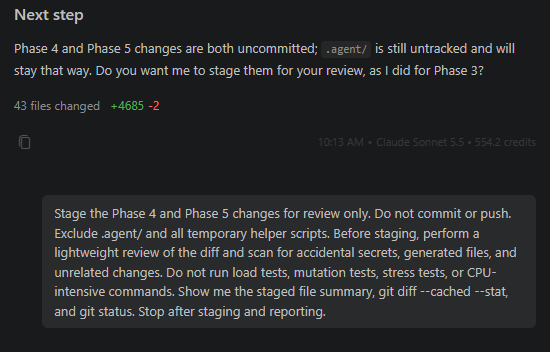 Next step
Phase 4 and Phase 5 changes are both uncommitted; .agent/ is still untracked and will
stay that way. Do you want me to stage them for your review, as I did for Phase 3?
43 files changed +4685 -2
10:13 AM • Claude Sonnet 5.5 • 554.2 credits
Stage the Phase 4 and Phase 5 changes for review only. Do not commit or push.
Exclude .agent/ and all temporary helper scripts. Before staging, perform a
lightweight review of the diff and scan for accidental secrets, generated files, and
unrelated changes. Do not run load tests, mutation tests, stress tests, or CPU-
intensive commands. Show me the staged file summary, git diff --cached --stat,
and git status. Stop after staging and reporting.